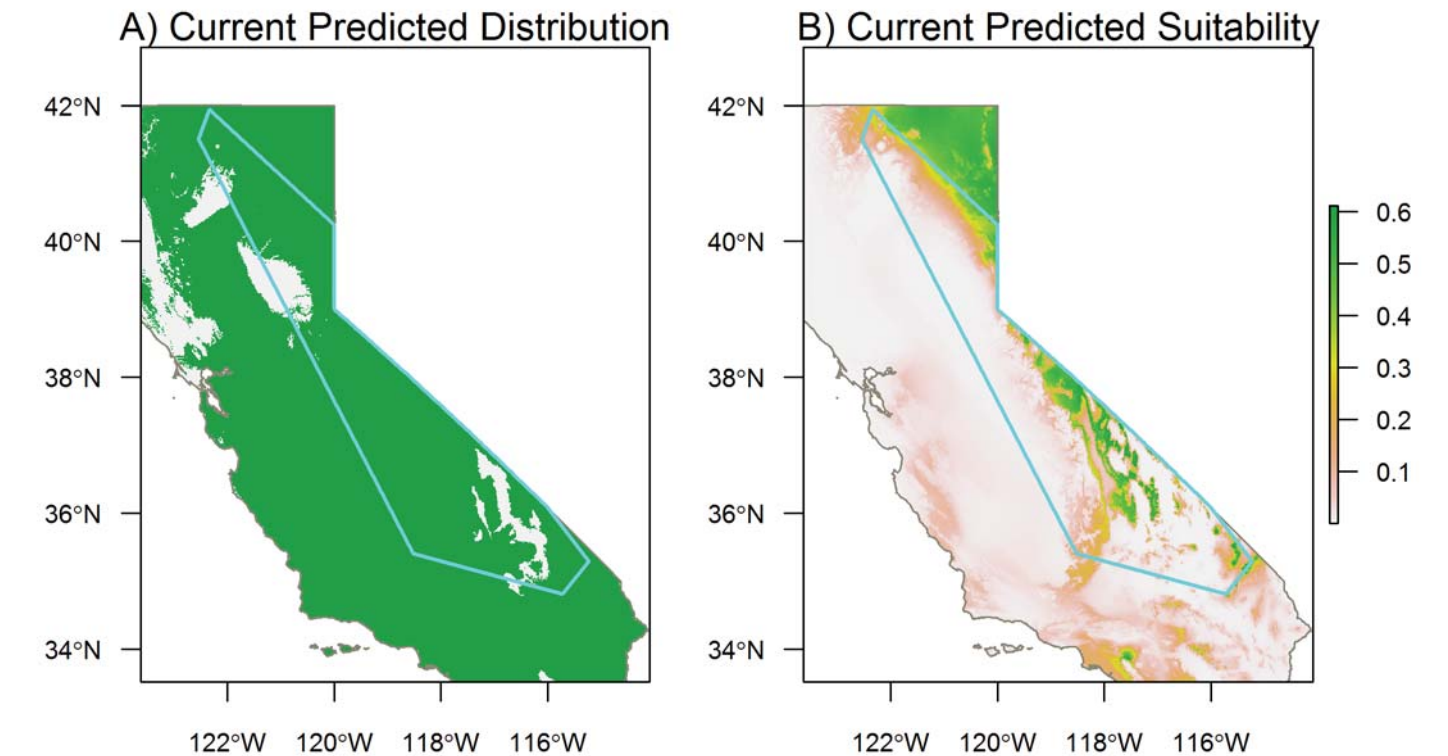 A) Current Predicted Distribution
B) Current Predicted Suitability
42°N
40°N
38°N
36°N
34°N
122°W 120°W 118°W 116°W
42°N
40°N
38°N
36°N
34°N
122°W 120°W 118°W 116°W
0.6
0.5
0.4
0.3
0.2
0.1